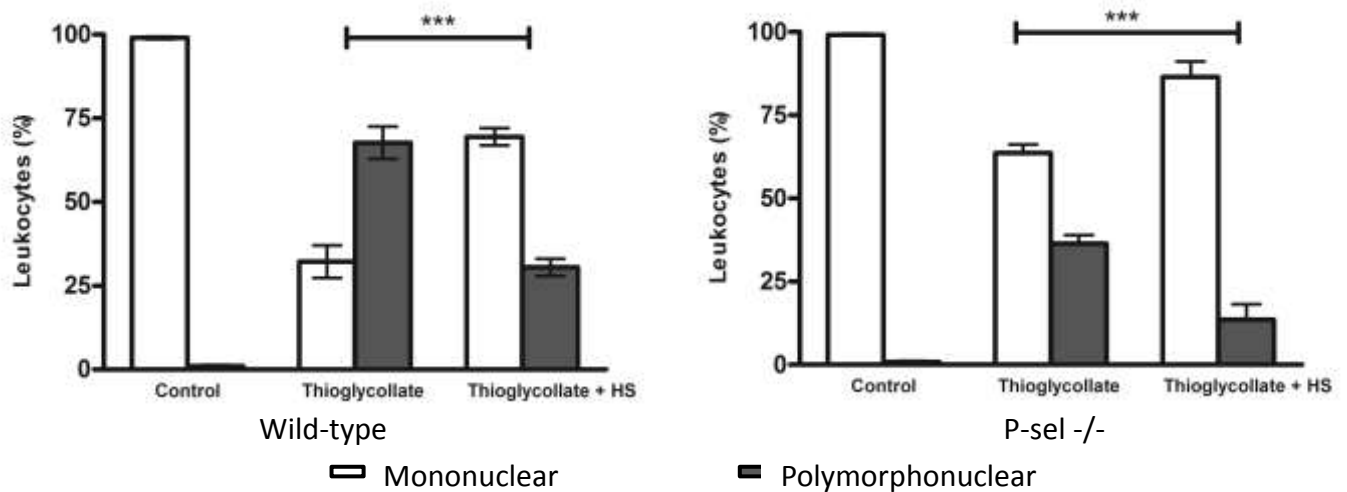 ***
100
75
50
25
0
Leukocytes (%)
Control
Thioglycollate
Thioglycollate + HS
Wild-type
***
100
75
50
25
0
Leukocytes (%)
Control
Thioglycollate
Thioglycollate + HS
P-sel -/-
Mononuclear
Polymorphonuclear